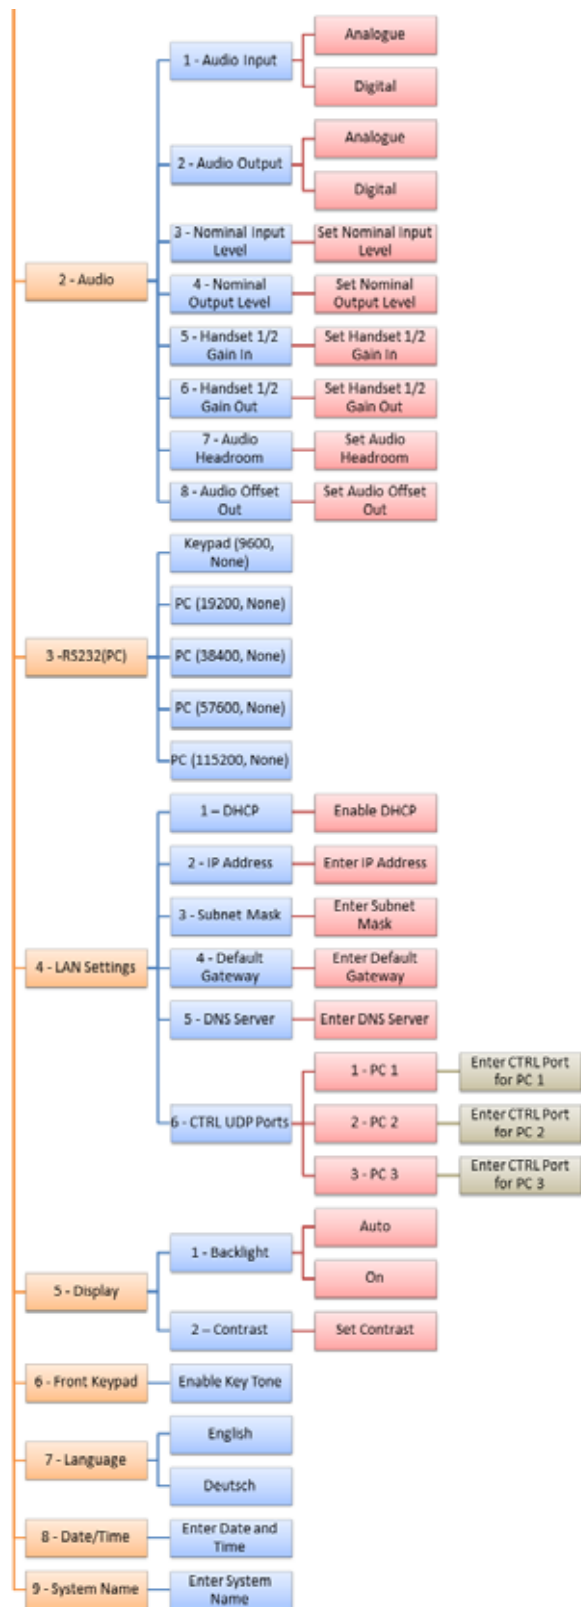 1 - Audio Input
Analogue
Digital
2 - Audio Output
Analogue
Digital
2 - Audio
3 - Nominal Input
Level
Set Nominal Input
Level
4 - Nominal
Output Level
Set Nominal
Output Level
5 - Handset 1/2
Gain In
Set Handset 1/2
Gain In
6 - Handset 1/2
Gain Out
Set Handset 1/2
Gain Out
7 - Audio
Headroom
Set Audio
Headroom
8 - Audio Offset
Out
Set Audio Offset
Out
3 -RS232(PC)
Keypad (9600,
None)
PC (19200, None)
PC (38400, None)
PC (57600, None)
PC (115200, None)
4 - LAN Settings
1 – DHCP
Enable DHCP
2 - IP Address
Enter IP Address
3 - Subnet Mask
Enter Subnet
Mask
4 - Default
Gateway
Enter Default
Gateway
5 - DNS Server
Enter DNS Server
6 - CTRL UDP Ports
1 - PC 1
Enter CTRL Port
for PC 1
2 - PC 2
Enter CTRL Port
for PC 2
3 - PC 3
Enter CTRL Port
for PC 3
5 - Display
1 - Backlight
Auto
On
2 – Contrast
Set Contrast
6 - Front Keypad
Enable Key Tone
7 - Language
English
Deutsch
8 - Date/Time
Enter Date and
Time
9 - System Name
Enter System
Name